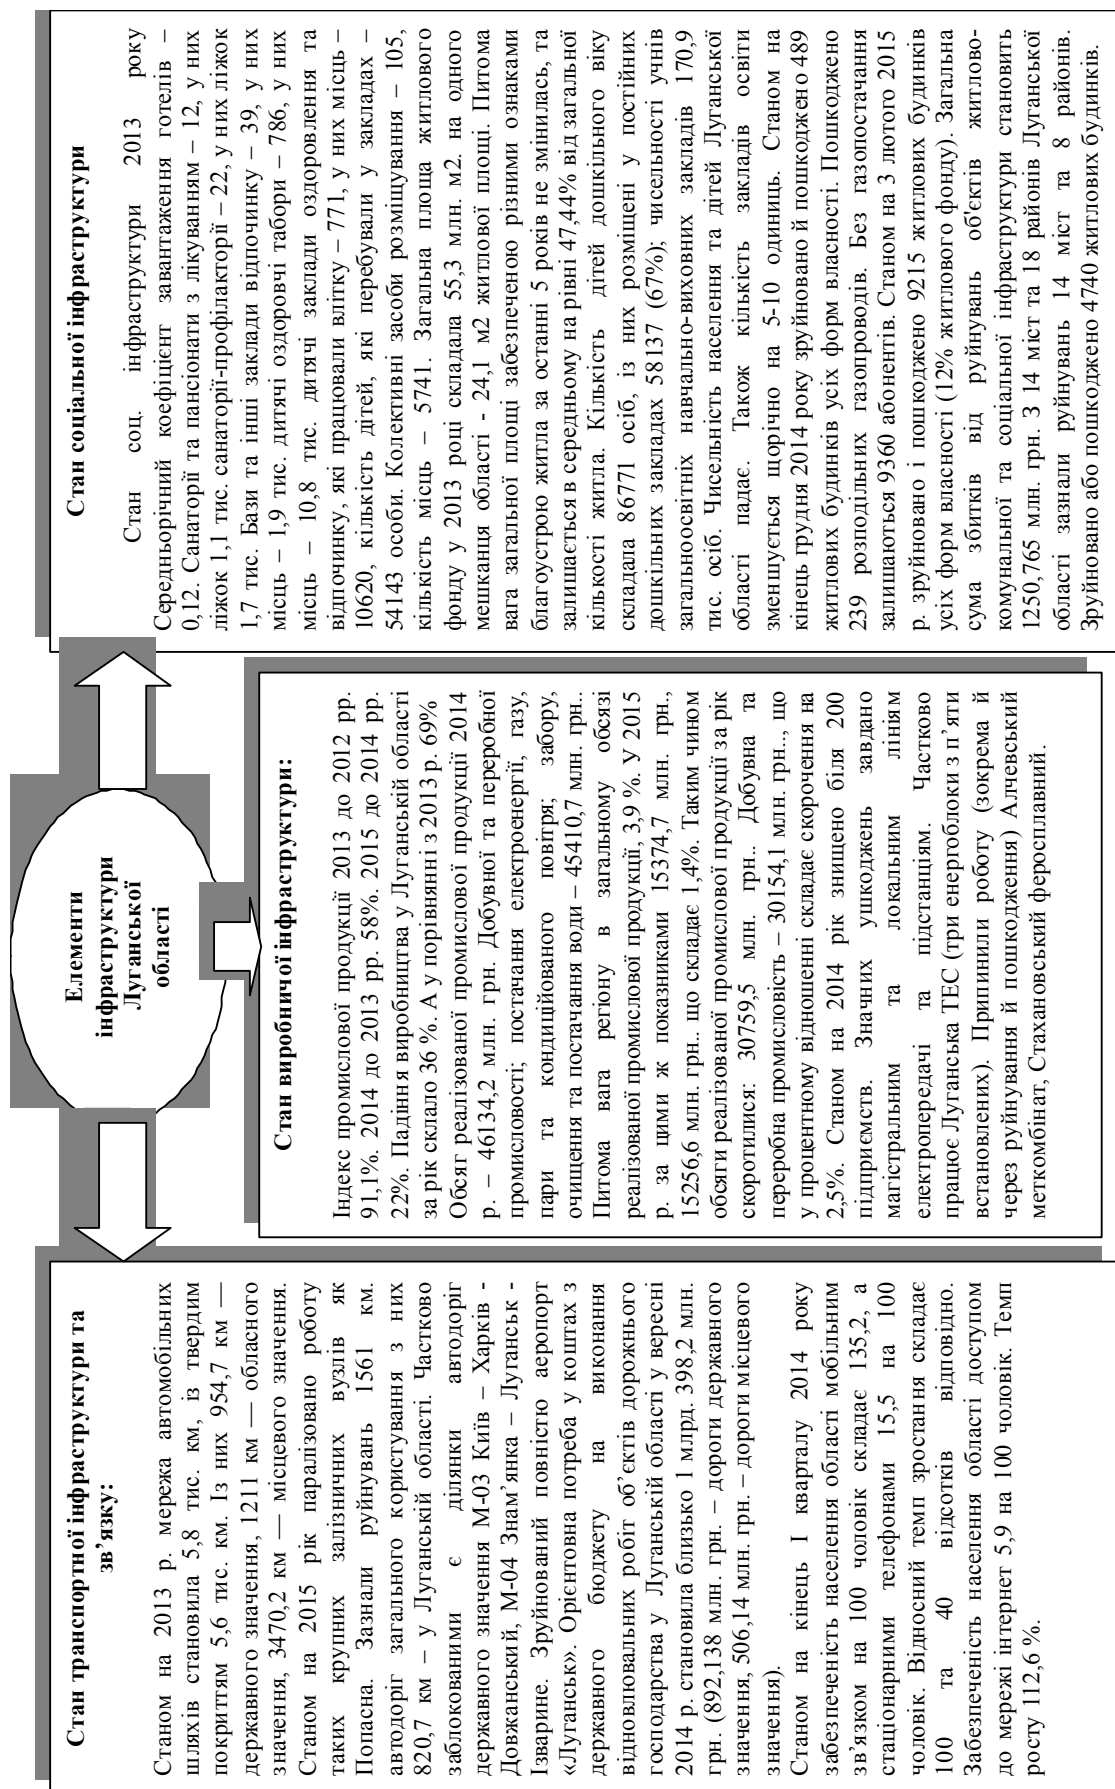 Елементи
інфраструктури
Луганської
області
Стан транспортної інфраструктури та
зв’язку:
Станом на 2013 р. мережа автомобільних
шляхів становила 5,8 тис. км, із твердим
покриттям 5,6 тис. км. Із них 954,7 км —
державного значення, 1211 км — обласного
значення, 3470,2 км — місцевого значення.
Станом на 2015 рік паралізовано роботу
таких крупних залізничних вузлів як
Попасна. Зазнали руйнувань 1561 км.
автодоріг загального користування з них
820,7 км – у Луганській області. Частково
заблокованими є ділянки автодоріг
державного значення М-03 Київ – Харків -
Довжанський, М-04 Знам’янка – Луганськ -
Ізварине. Зруйнований повністю аеропорт
«Луганськ». Орієнтовна потреба у коштах з
державного бюджету на виконання
відновлювальних робіт об’єктів дорожнього
господарства у Луганській області у вересні
2014 р. становила близько 1 млрд. 398,2 млн.
грн. (892,138 млн. грн. – дороги державного
значення, 506,14 млн. грн. – дороги місцевого
значення).
Станом на кінець I кварталу 2014 року
забезпеченість населення області мобільним
зв’язком на 100 чоловік складає 135,2, а
стаціонарними телефонами 15,5 на 100
чоловік. Відносний темп зростання складає
100 та 40 відсотків відповідно.
Забезпеченість населення області доступом
до мережі інтернет 5,9 на 100 чоловік. Темп
росту 112,6 %.
Стан виробничої інфраструктури:
Індекс промислової продукції 2013 до 2012 рр.
91,1%. 2014 до 2013 рр. 58%. 2015 до 2014 рр.
22%. Падіння виробництва у Луганській області
за рік склало 36 %. А у порівнянні з 2013 р. 69%
Обсяг реалізованої промислової продукції 2014
р. – 46134,2 млн. грн. Добувної та переробної
промисловості; постачання електроенергії, газу,
пари та кондиційованого повітря; забору,
очищення та постачання води – 45410,7 млн. грн..
Питома вага регіону в загальному обсязі
реалізованої промислової продукції, 3,9 %. У 2015
р. за цими ж показниками 15374,7 млн. грн.,
15256,6 млн. грн. що складає 1,4%. Таким чином
обсяги реалізованої промислової продукції за рік
скоротилися: 30759,5 млн. грн.. Добувна та
переробна промисловість – 30154,1 млн. грн.., що
у процентному відношенні складає скорочення на
2,5%. Станом на 2014 рік знищено біля 200
підприємств. Значних ушкоджень завдано
магістральним та локальним лініям
електропередачі та підстанціям. Частково
працює Луганська ТЕС (три енергоблоки з п’яти
встановлених). Припинили роботу (зокрема й
через руйнування й пошкодження) Алчевський
меткомбінат, Стахановський феросплавний.
Стан соціальної інфраструктури
Стан соц. інфраструктури 2013 року
Середньорічний коефіцієнт завантаження готелів –
0,12. Санаторії та пансіонати з лікуванням – 12, у них
ліжок 1,1 тис. санаторії-профілакторії – 22, у них ліжок
1,7 тис. Бази та інші заклади відпочинку – 39, у них
місць – 1,9 тис. дитячі оздоровчі табори – 786, у них
місць – 10,8 тис. дитячі заклади оздоровлення та
відпочинку, які працювали влітку – 771, у них місць –
10620, кількість дітей, які перебували у закладах –
54143 особи. Колективні засоби розміщування – 105,
кількість місць – 5741. Загальна площа житлового
фонду у 2013 році складала 55,3 млн. м2. на одного
мешканця області - 24,1 м2 житлової площі. Питома
вага загальної площі забезпеченою різними ознаками
благоустрою житла за останні 5 років не змінилась, та
залишається в середньому на рівні 47,44% від загальної
кількості житла. Кількість дітей дошкільного віку
складала 86771 осіб, із них розміщені у постійних
дошкільних закладах 58137 (67%); чисельності учнів
загальноосвітніх навчально-виховних закладів 170,9
тис. осіб. Чисельність населення та дітей Луганської
області падає. Також кількість закладів освіти
зменшується щорічно на 5-10 одиниць. Станом на
кінець грудня 2014 року зруйновано й пошкоджено 489
житлових будинків усіх форм власності. Пошкоджено
239 розподільних газопроводів. Без газопостачання
залишаються 9360 абонентів. Станом на 3 лютого 2015
р. зруйновано і пошкоджено 9215 житлових будинків
усіх форм власності (12% житлового фонду). Загальна
сума збитків від руйнувань об'єктів житлово-
комунальної та соціальної інфраструктури становить
1250,765 млн. грн. З 14 міст та 18 районів Луганської
області зазнали руйнувань 14 міст та 8 районів.
Зруйновано або пошкоджено 4740 житлових будинків.